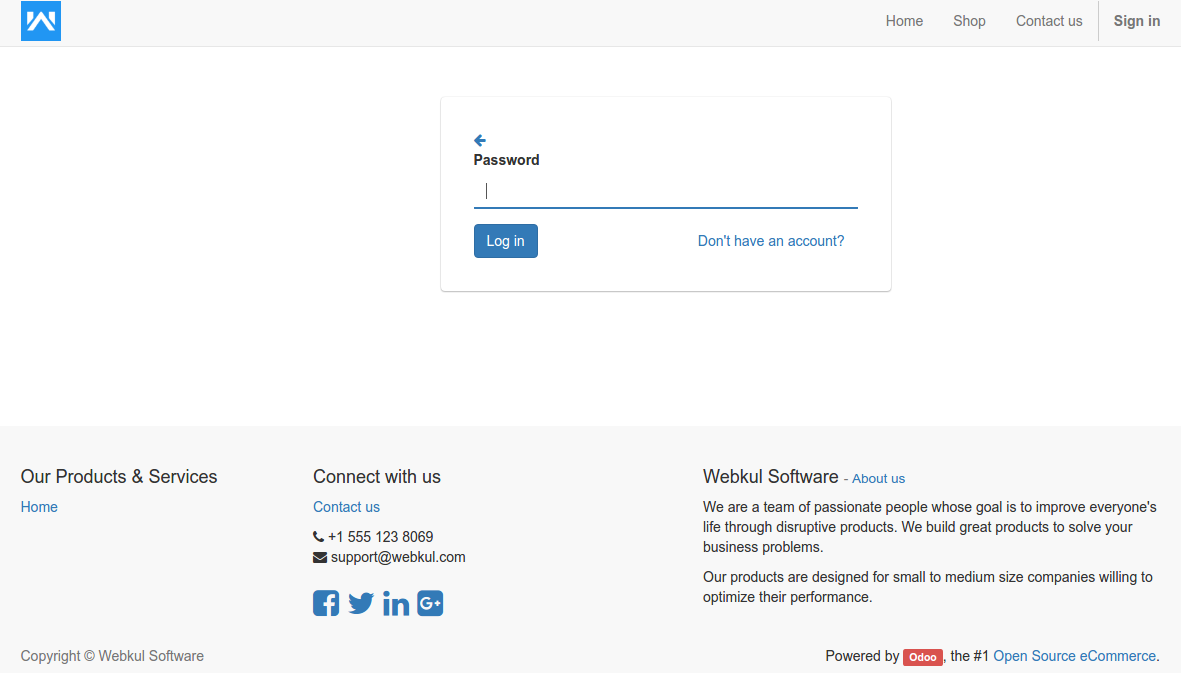 Home Shop Contact us Sign in
Password
Log in Don't have an account?
Our Products & Services
Home
Connect with us
Contact us
+1 555 123 8069
support@webkul.com
Webkul Software - About us
We are a team of passionate people whose goal is to improve everyone's
life through disruptive products. We build great products to solve your
business problems.
Our products are designed for small to medium size companies willing to
optimize their performance.
Copyright © Webkul Software
Powered by Odoo, the #1 Open Source eCommerce.